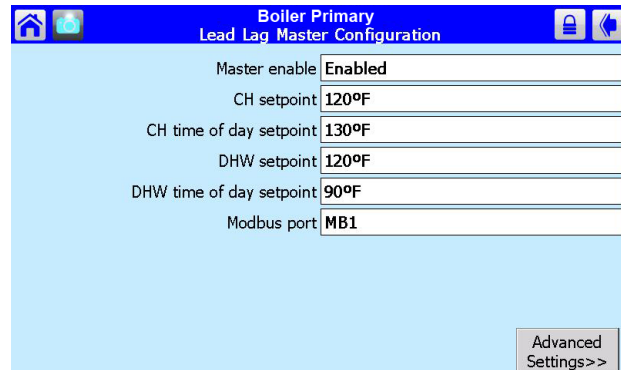 Boiler Primary
Lead Lag Master Configuration
Master enable Enabled
CH setpoint 120ºF
CH time of day setpoint 130ºF
DHW setpoint 120ºF
DHW time of day setpoint 90ºF
Modbus port MB1
Advanced
Settings>>